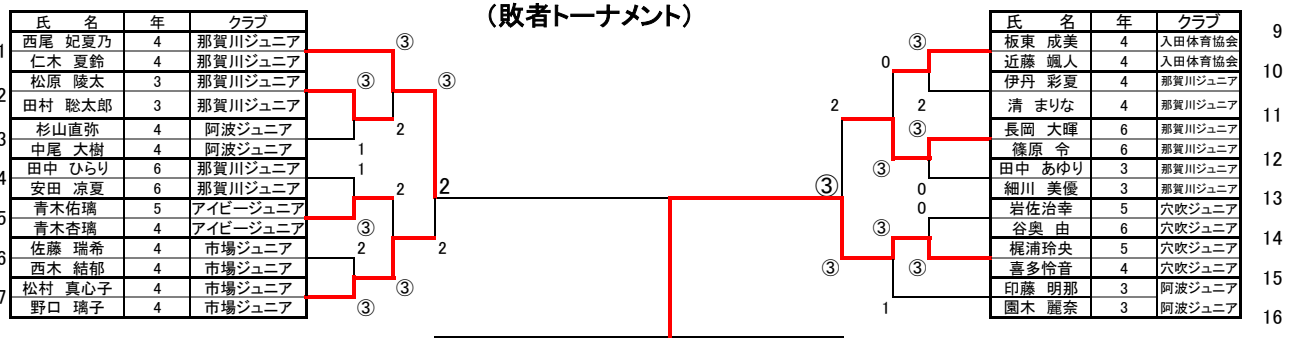 （敗者トーナメント）
氏　名 年 クラブ
1 西尾　妃夏乃 4 那賀川ジュニア
仁木　夏鈴 4 那賀川ジュニア
2 松原　陵太 3 那賀川ジュニア
田村　聡太郎 3 那賀川ジュニア
3 杉山直弥 4 阿波ジュニア
中尾　大樹 4 阿波ジュニア
4 田中　ひらり 6 那賀川ジュニア
安田　凉夏 6 那賀川ジュニア
5 青木佑璃 5 アイビージュニア
青木杏璃 4 アイビージュニア
6 佐藤　瑞希 4 市場ジュニア
西木　結郁 4 市場ジュニア
7 松村　真心子 4 市場ジュニア
野口　璃子 4 市場ジュニア
③
③ ③
2
1
1
2 2
③
2 2
③
③
③
0
2 2
③
③
0
③
0
③
③ ③
1
氏　名 年 クラブ
板東　成美 4 入田体育協会 9
近藤　颯人 4 入田体育協会
伊丹　彩夏 4 那賀川ジュニア 10
清　まりな 4 那賀川ジュニア 11
長岡　大暉 6 那賀川ジュニア
篠原　令 6 那賀川ジュニア 12
田中　あゆり 3 那賀川ジュニア
細川　美優 3 那賀川ジュニア 13
岩佐治幸 5 穴吹ジュニア
谷奥　由 6 穴吹ジュニア 14
梶浦玲央 5 穴吹ジュニア
喜多怜音 4 穴吹ジュニア 15
印藤　明那 3 阿波ジュニア
園木　麗奈 3 阿波ジュニア 16